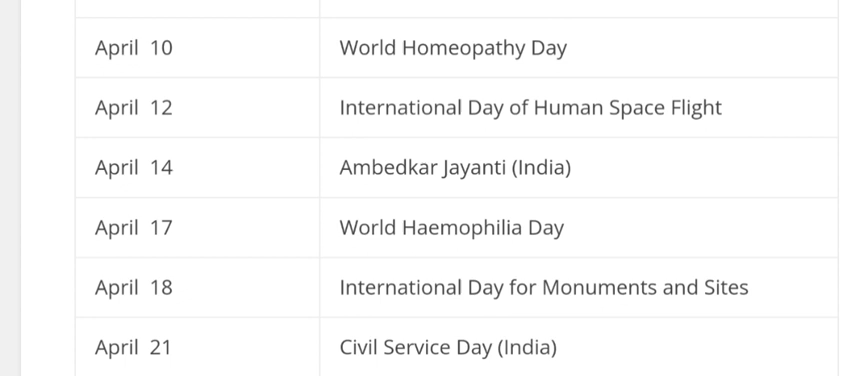 April 10 World Homeopathy Day
April 12 International Day of Human Space Flight
April 14 Ambedkar Jayanti (India)
April 17 World Haemophilia Day
April 18 International Day for Monuments and Sites
April 21 Civil Service Day (India)